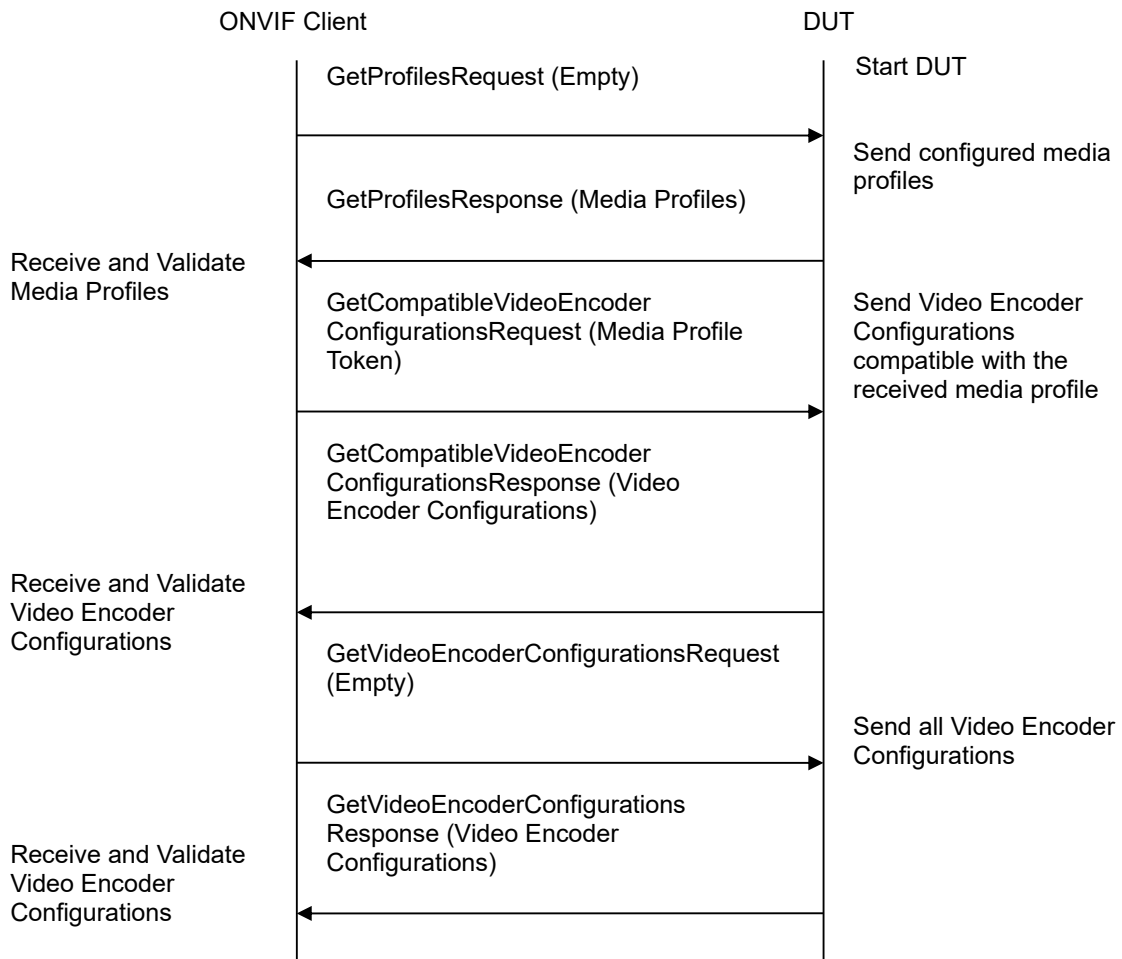 ONVIF Client
DUT
Start DUT
GetProfilesRequest (Empty)
Send configured media
profiles
GetProfilesResponse (Media Profiles)
Receive and Validate
Media Profiles
GetCompatibleVideoEncoder
ConfigurationsRequest (Media Profile
Token)
Send Video Encoder
Configurations
compatible with the
received media profile
GetCompatibleVideoEncoder
ConfigurationsResponse (Video
Encoder Configurations)
Receive and Validate
Video Encoder
Configurations
GetVideoEncoderConfigurationsRequest
(Empty)
Send all Video Encoder
Configurations
GetVideoEncoderConfigurations
Response (Video Encoder
Configurations)
Receive and Validate
Video Encoder
Configurations